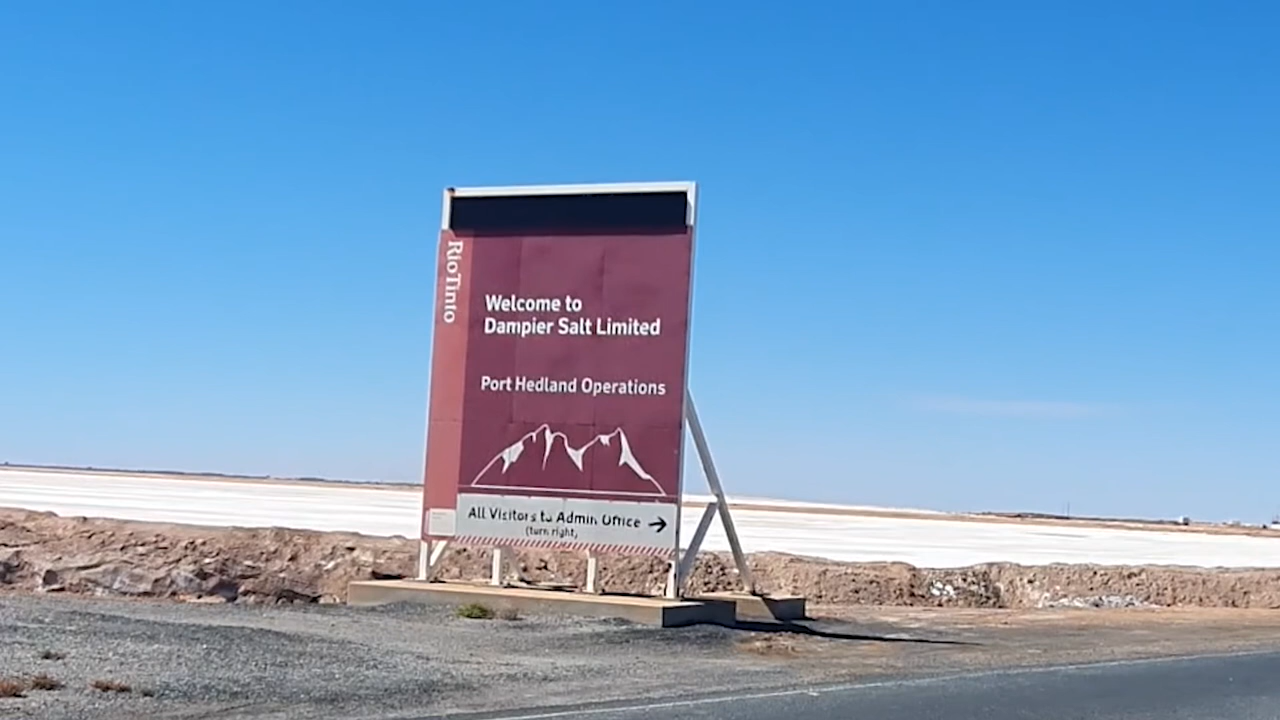 RioTinto
Welcome to
Dampier Salt Limited
Port Hedland Operations
All Visitors to Admin Office
(turn right)